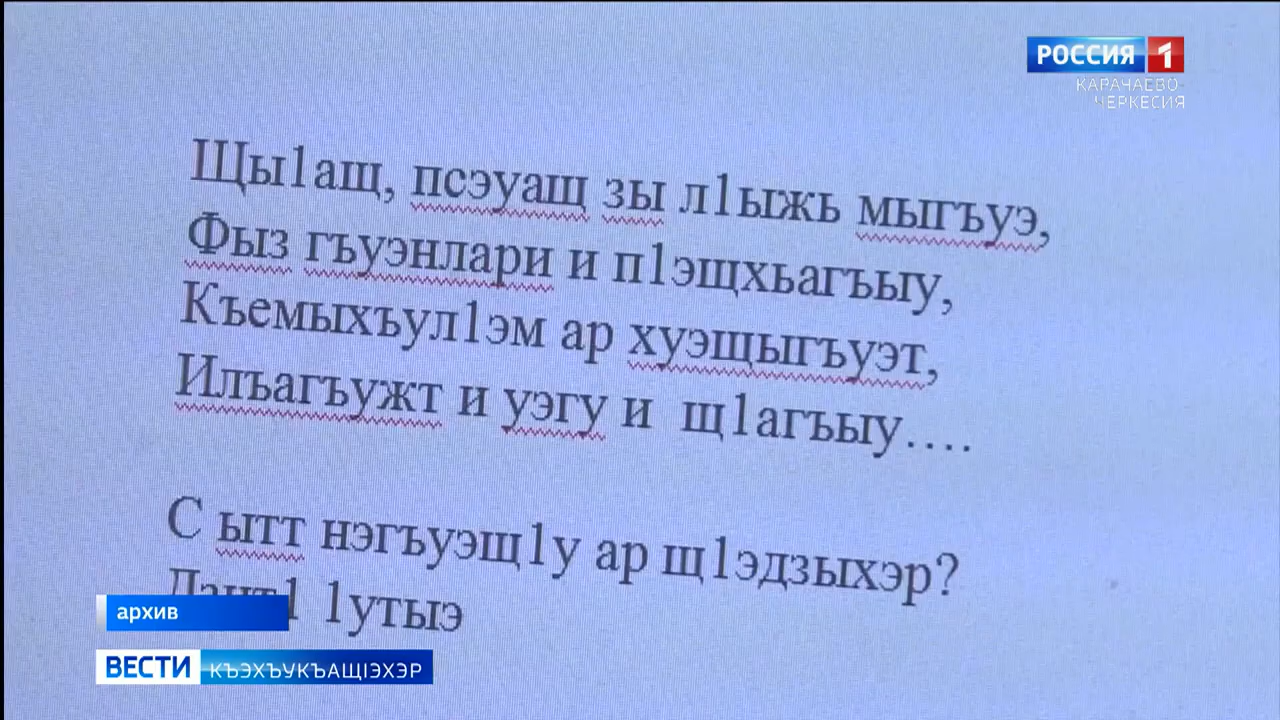 РОССИЯ 1
КАРАЧАЕВО-
ЧЕРКЕСИЯ
Щы1ащ, псэуащ зы л1ыжь мыгъуэ,
Фыз гъуэнлари и п1эщхьагъыу,
Къемыхъул1эм ар хуэщыгъуэт,
Илъагъужт и уэгу и щ1агъыу....
С ытт нэгъуэщ1у ар щ1эдзыхэр?
1утыэ
архив
ВЕСТИ КЪЭХЪУКЪАЩІЭХЭР